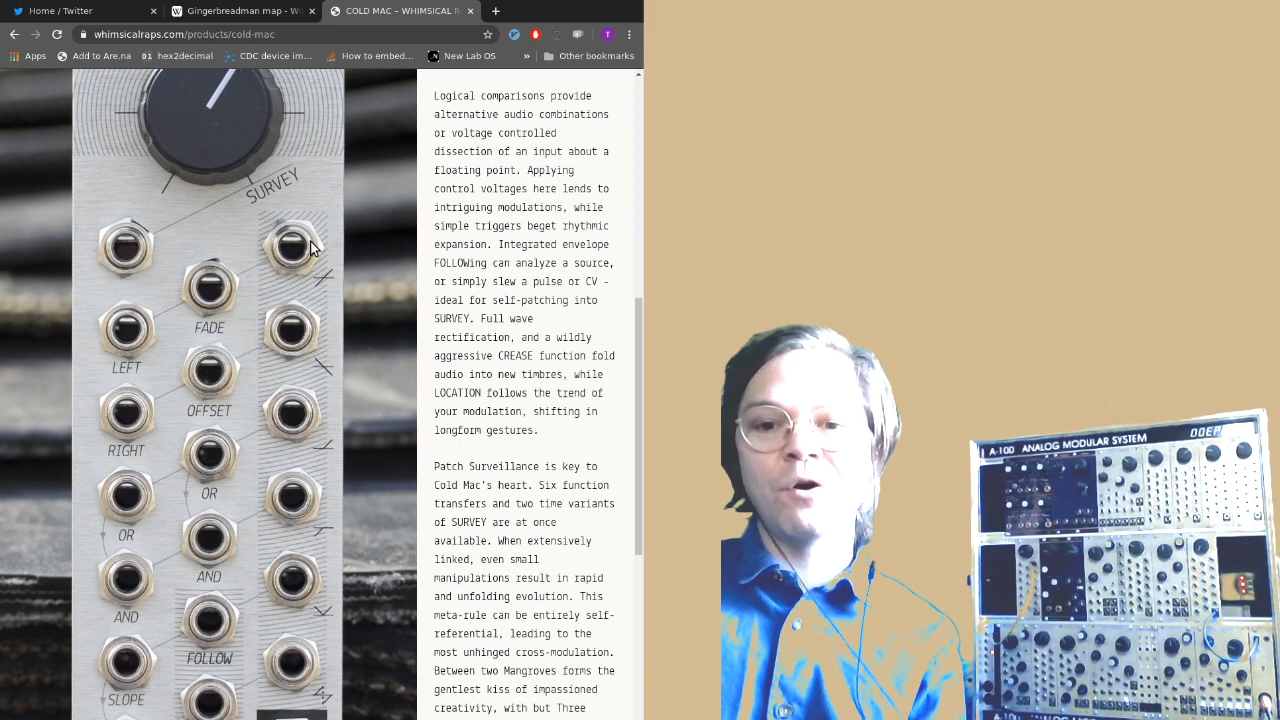 Home / Twitter
Gingerbreadman map - Wi
COLD MAC – WHIMSICAL R
whimsicalraps.com/products/cold-mac
T
Apps
Add to Are.na
01 hex2decimal
CDC device im...
How to embed...
New Lab OS
»
Other bookmarks
SURVEY
FADE
LEFT
OFFSET
RIGHT
OR
OR
AND
AND
FOLLOW
SLOPE
Logical comparisons provide
alternative audio combinations
or voltage controlled
dissection of an input about a
floating point. Applying
control voltages here lends to
intriguing modulations, while
simple triggers beget rhythmic
expansion. Integrated envelope
FOLLOWing can analyze a source,
or simply slew a pulse or CV -
ideal for self-patching into
SURVEY. Full wave
rectification, and a wildly
aggressive CREASE function fold
audio into new timbres, while
LOCATION follows the trend of
your modulation, shifting in
longform gestures.
Patch Surveillance is key to
Cold Mac's heart. Six function
transfers and two time variants
of SURVEY are at once
available. When extensively
linked, even small
manipulations result in rapid
and unfolding evolution. This
meta-role can be entirely self-
referential, leading to the
most unhinged cross-modulation.
Between two Mangroves forms the
gentlest kiss of impassioned
creativity, with but Three
A-100 ANALOG MODULAR SYSTEM
DOEP
A-100